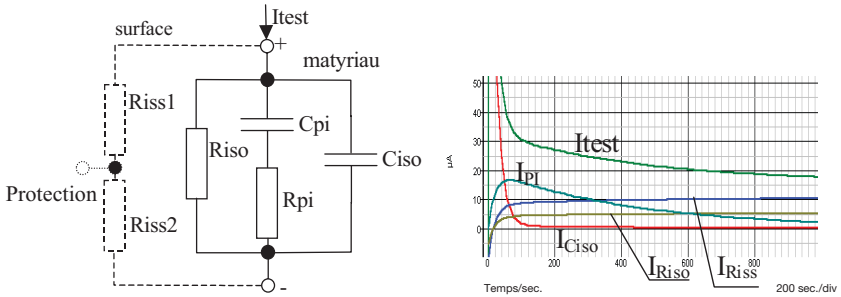 Itest
surface
+
matyriau
Riss1
Cpi
Riso
Ciso
Protection
Rpi
Riss2
-
50
40
30
20
10
0
µA
Itest
IPI
ICiso
IRiso
IRiss
0 200 400 600 800
Temps/sec. 200 sec./div